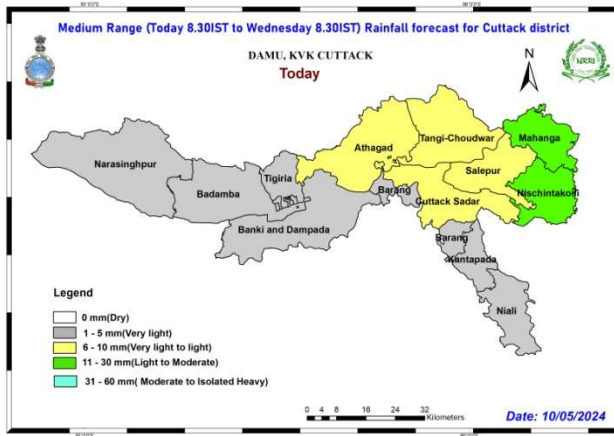 Medium Range (Today 8.30IST to Wednesday 8.30IST) Rainfall forecast for Cuttack district
DAMU, KVK CUTTACK
Today
N
NRRI
Mahanga
Tangi-Choudwar
Athagad
Narasinghpur
Salepur
Tigiria
Badamba
Barang
Nischintakoili
Cuttack Sadar
Banki and Dampada
Barang
Kantapada
Niali
Legend
0 mm(Dry)
1 - 5 mm(Very light)
6 - 10 mm(Very light to light)
11 - 30 mm(Light to Moderate)
31 - 60 mm( Moderate to Isolated Heavy)
0 4 8 16 24 32
Kilometers
Date: 10/05/2024